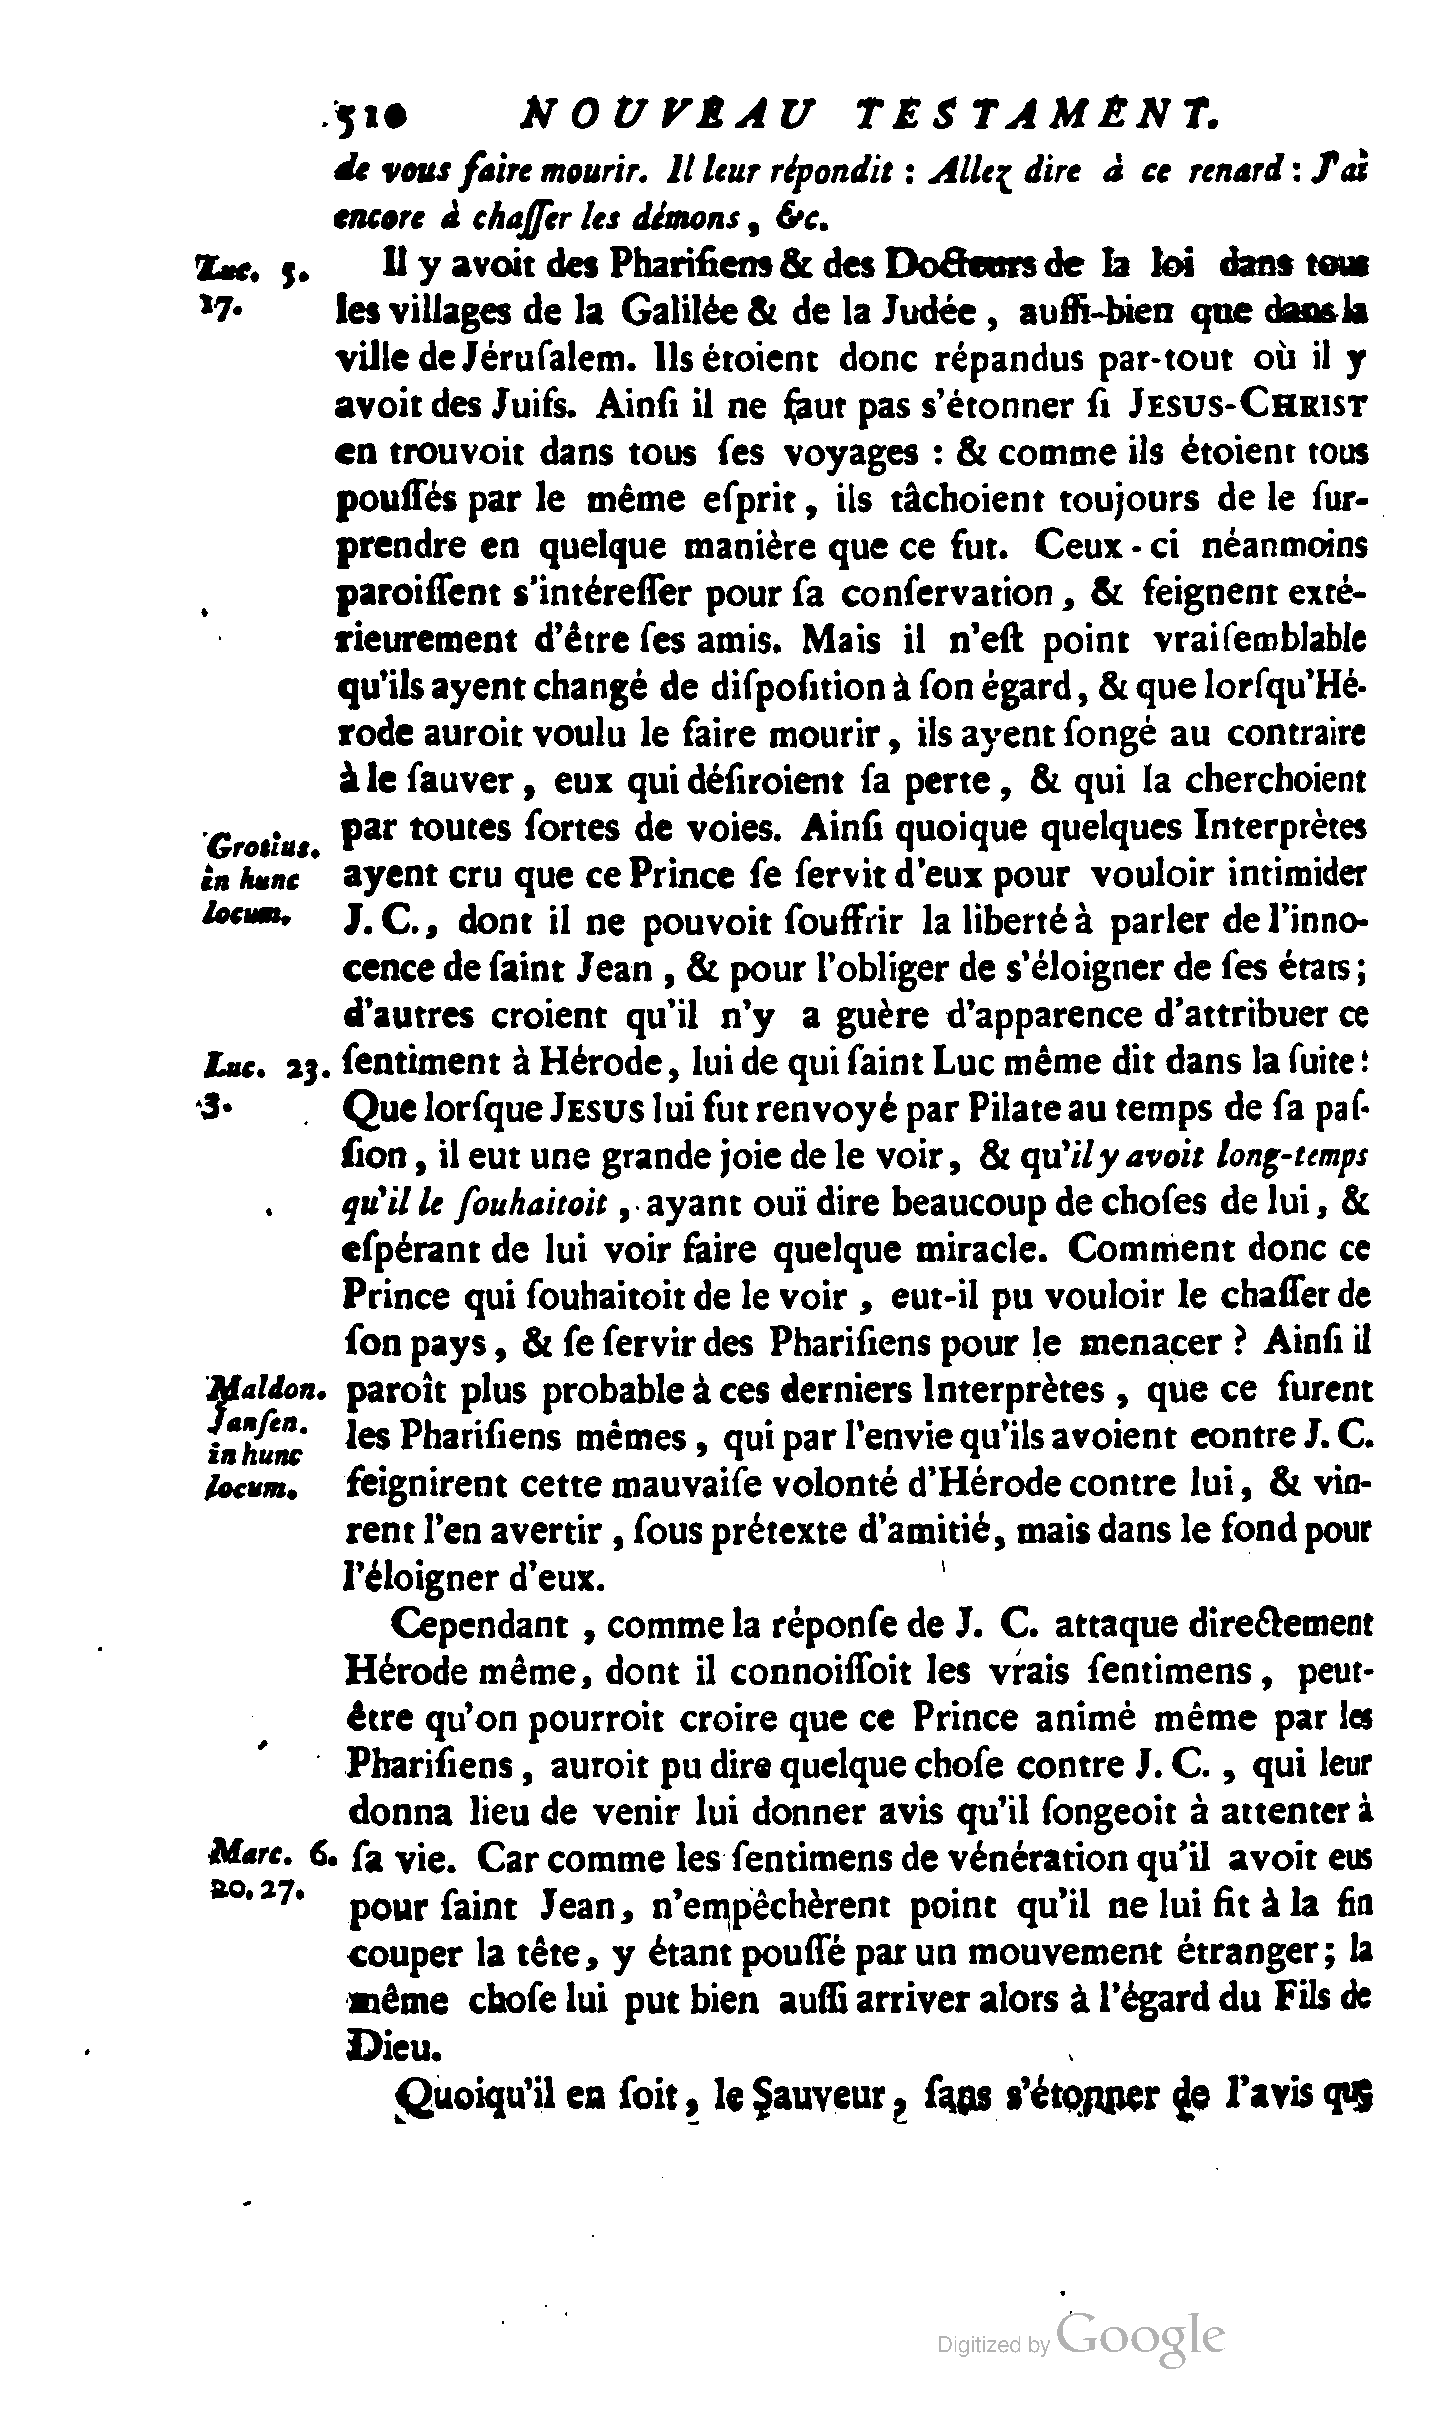 510 NOUVEAU TESTAMENT.
de vous faire mourir. Il leur répondit : Allez dire à ce renard : J'ai
encore à chaſſer les démons, &c.
Luc. 5. Il y avoit des Phariſiens & des Docteurs de la loi dans tous
17. les villages de la Galilée & de la Judée, auſſi-bien que dans la
ville de Jéruſalem. Ils étoient donc répandus par-tout où il y
avoit des Juifs. Ainſi il ne faut pas s'étonner ſi JESUS-CHRIST
en trouvoit dans tous ſes voyages : & comme ils étoient tous
pouſſés par le même eſprit, ils tâchoient toujours de le ſur-
prendre en quelque manière que ce fut. Ceux-ci néanmoins
paroiſſent s'intéreſſer pour ſa conſervation, & feignent exté-
rieurement d'être ſes amis. Mais il n'eſt point vraiſemblable
qu'ils ayent changé de diſpoſition à ſon égard, & que lorſqu'Hé-
rode auroit voulu le faire mourir, ils ayent ſongé au contraire
à le ſauver, eux qui déſiroient ſa perte, & qui la cherchoient
par toutes ſortes de voies. Ainſi quoique quelques Interprètes
Grotius. in hunc locum.
ayent cru que ce Prince ſe ſervit d'eux pour vouloir intimider
J. C., dont il ne pouvoit ſouffrir la liberté à parler de l'inno-
cence de ſaint Jean, & pour l'obliger de s'éloigner de ſes états;
d'autres croient qu'il n'y a guère d'apparence d'attribuer ce
Luc. 23. ſentiment à Hérode, lui de qui ſaint Luc même dit dans la ſuite:
3. Que lorſque JESUS lui fut renvoyé par Pilate au temps de ſa paſ-
ſion, il eut une grande joie de le voir, & qu'il y avoit long-temps
qu'il le ſouhaitoit, ayant ouï dire beaucoup de choſes de lui, &
eſpérant de lui voir faire quelque miracle. Comment donc ce
Prince qui ſouhaitoit de le voir, eut-il pu vouloir le chaſſer de
ſon pays, & ſe ſervir des Phariſiens pour le menacer ? Ainſi il
Maldon. Janſen. in hunc locum.
paroît plus probable à ces derniers Interprètes, que ce furent
les Phariſiens mêmes, qui par l'envie qu'ils avoient contre J. C.
feignirent cette mauvaiſe volonté d'Hérode contre lui, & vin-
rent l'en avertir, ſous prétexte d'amitié, mais dans le fond pour
l'éloigner d'eux.
Cependant, comme la réponſe de J. C. attaque directement
Hérode même, dont il connoiſſoit les vrais ſentimens, peut-
être qu'on pourroit croire que ce Prince animé même par les
Phariſiens, auroit pu dire quelque choſe contre J. C., qui leur
donna lieu de venir lui donner avis qu'il ſongeoit à attenter à
Marc. 6. ſa vie. Car comme les ſentimens de vénération qu'il avoit eus
20. 27. pour ſaint Jean, n'empêchèrent point qu'il ne lui fit à la fin
couper la tête, y étant pouſſé par un mouvement étranger; la
même choſe lui put bien auſſi arriver alors à l'égard du Fils de
Dieu.
Quoiqu'il en ſoit, le Sauveur, ſans s'étonner de l'avis que
Digitized by Google